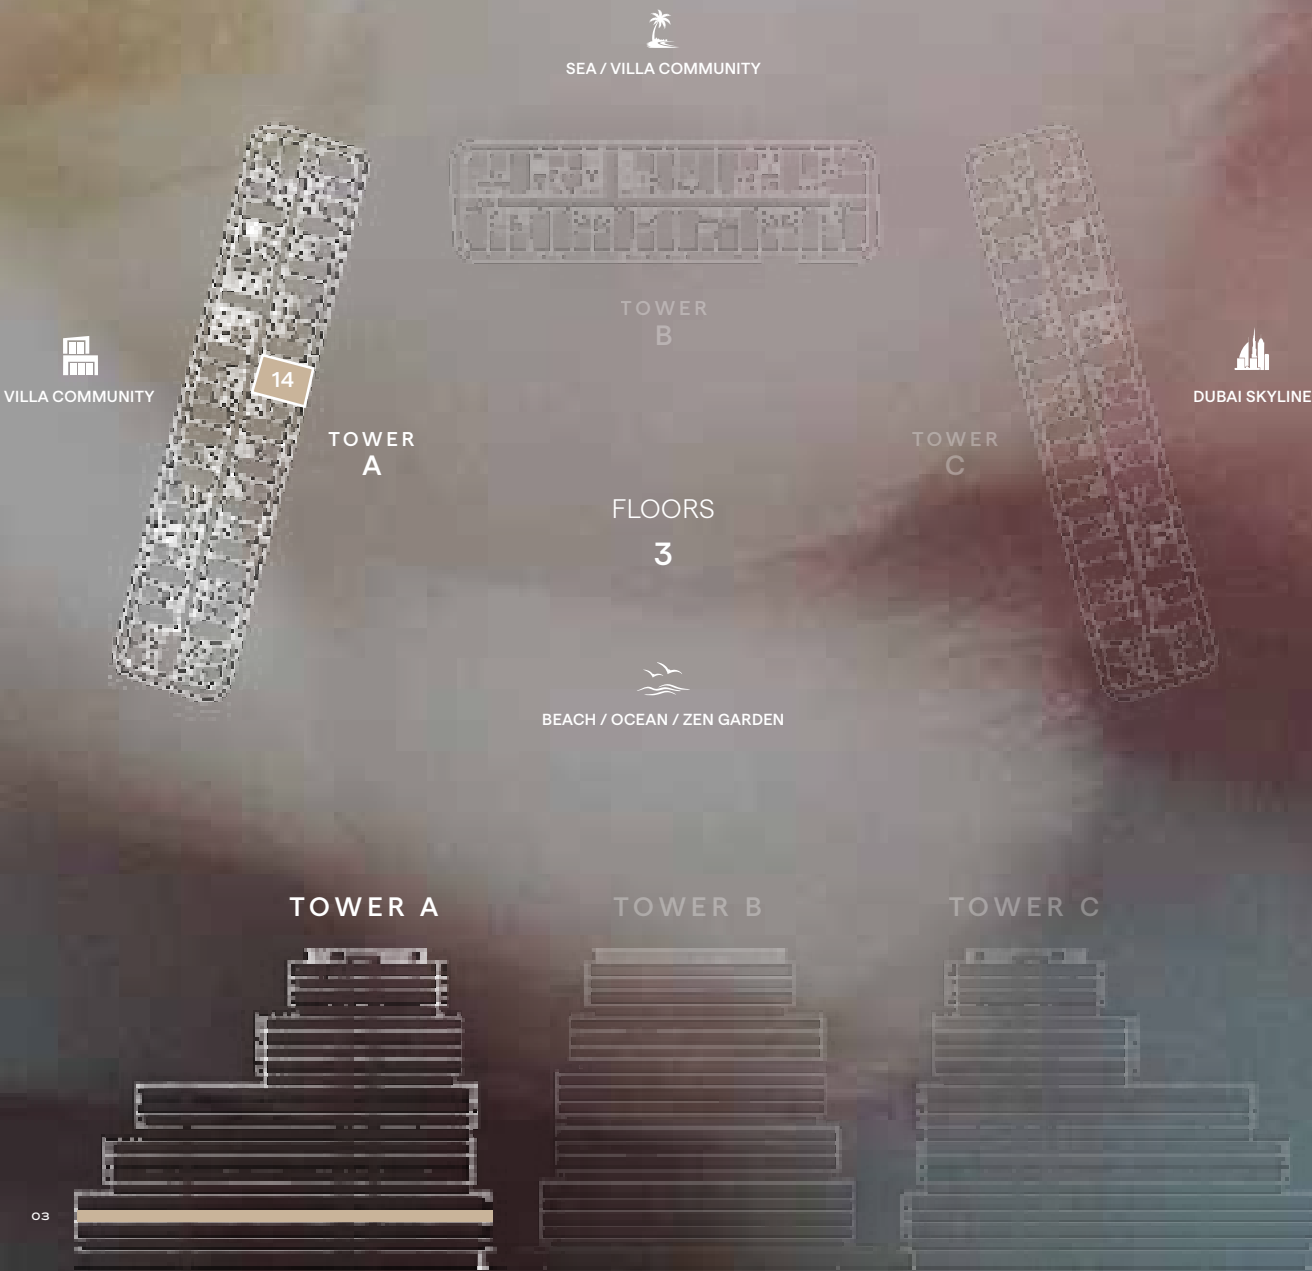 SEA / VILLA COMMUNITY
TOWER
B
VILLA COMMUNITY
14
DUBAI SKYLINE
TOWER
A
TOWER
C
FLOORS
3
BEACH / OCEAN / ZEN GARDEN
TOWER A
TOWER B
TOWER C
03